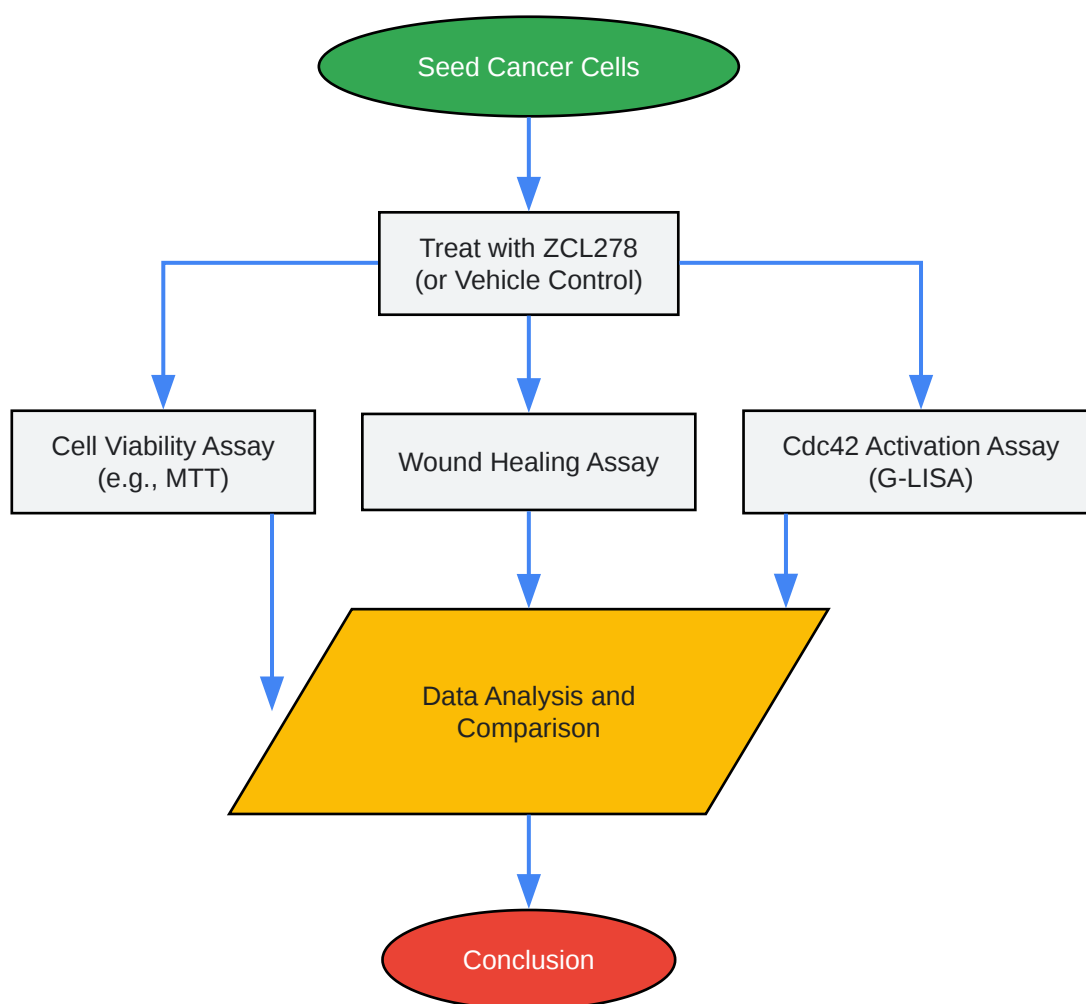 Seed Cancer Cells
Treat with ZCL278
(or Vehicle Control)
Cell Viability Assay
(e.g., MTT)
Wound Healing Assay
Cdc42 Activation Assay
(G-LISA)
Data Analysis and
Comparison
Conclusion